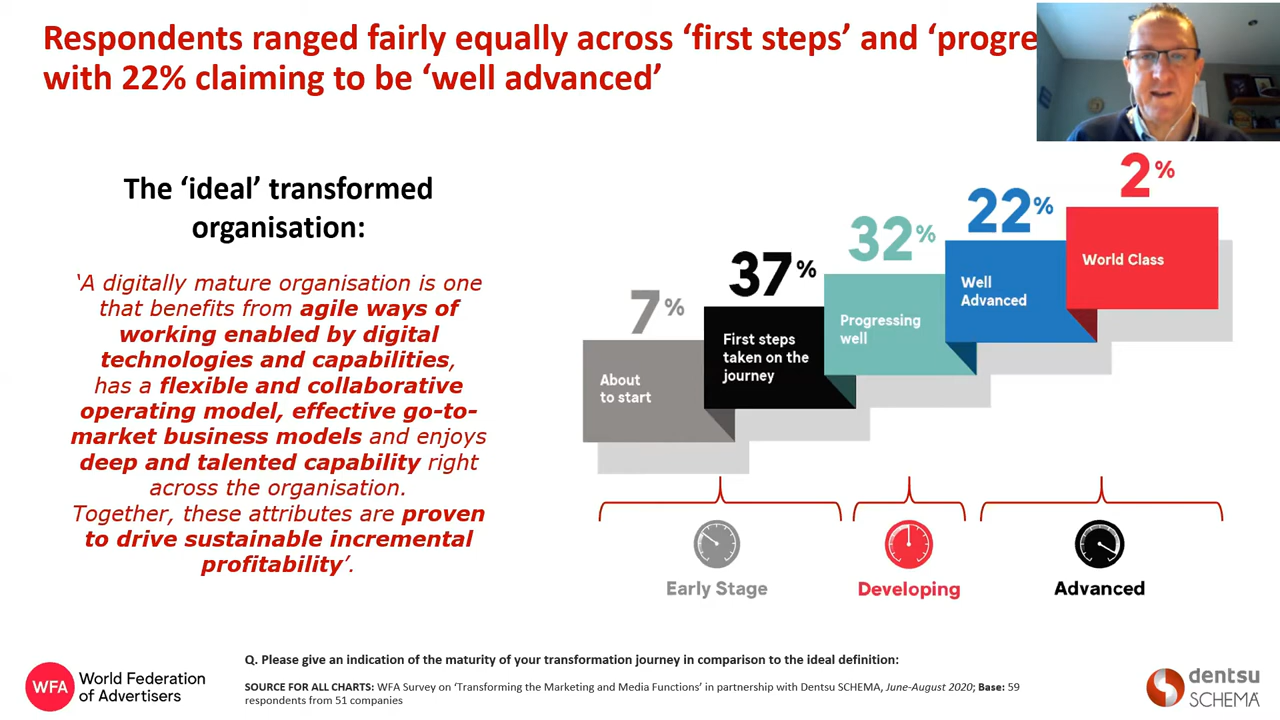 Respondents ranged fairly equally across ‘first steps’ and ‘progre
with 22% claiming to be ‘well advanced’
The ‘ideal’ transformed
organisation:
‘A digitally mature organisation is one
that benefits from agile ways of
working enabled by digital
technologies and capabilities,
has a flexible and collaborative
operating model, effective go-to-
market business models and enjoys
deep and talented capability right
across the organisation.
Together, these attributes are proven
to drive sustainable incremental
profitability’.
7%
About
to start
37%
First steps
taken on the
journey
32%
Progressing
well
22%
Well
Advanced
2%
World Class
Early Stage
Developing
Advanced
Q. Please give an indication of the maturity of your transformation journey in comparison to the ideal definition:
SOURCE FOR ALL CHARTS: WFA Survey on ‘Transforming the Marketing and Media Functions’ in partnership with Dentsu SCHEMA, June-August 2020; Base: 59
respondents from 51 companies
WFA
World Federation
of Advertisers
dentsu
SCHEMA